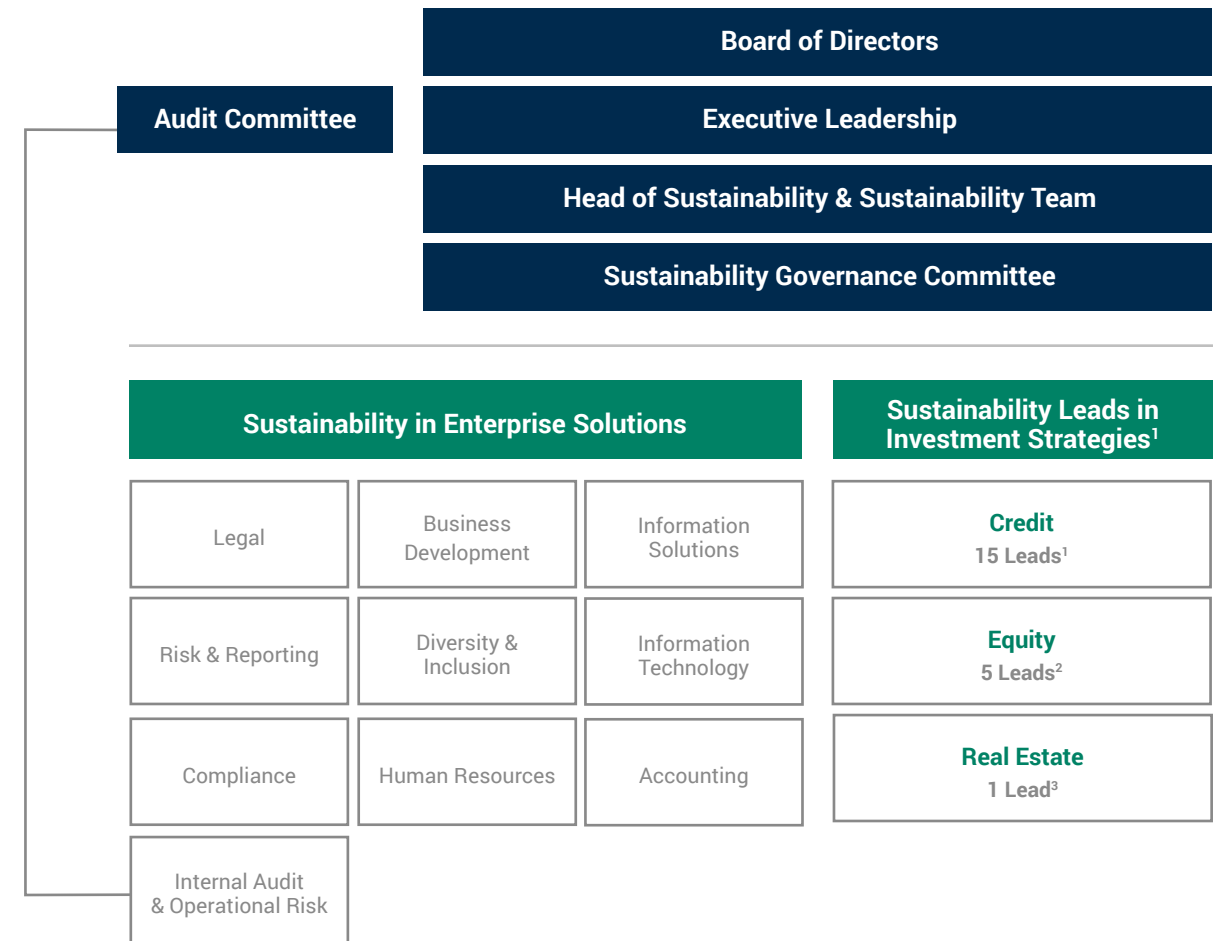 Board of Directors
Audit Committee
Executive Leadership
Head of Sustainability & Sustainability Team
Sustainability Governance Committee
Sustainability in Enterprise Solutions
Sustainability Leads in
Investment Strategies¹
Legal
Business
Development
Information
Solutions
Credit
15 Leads¹
Risk & Reporting
Diversity &
Inclusion
Information
Technology
Equity
5 Leads²
Compliance
Human Resources
Accounting
Real Estate
1 Lead³
Internal Audit
& Operational Risk